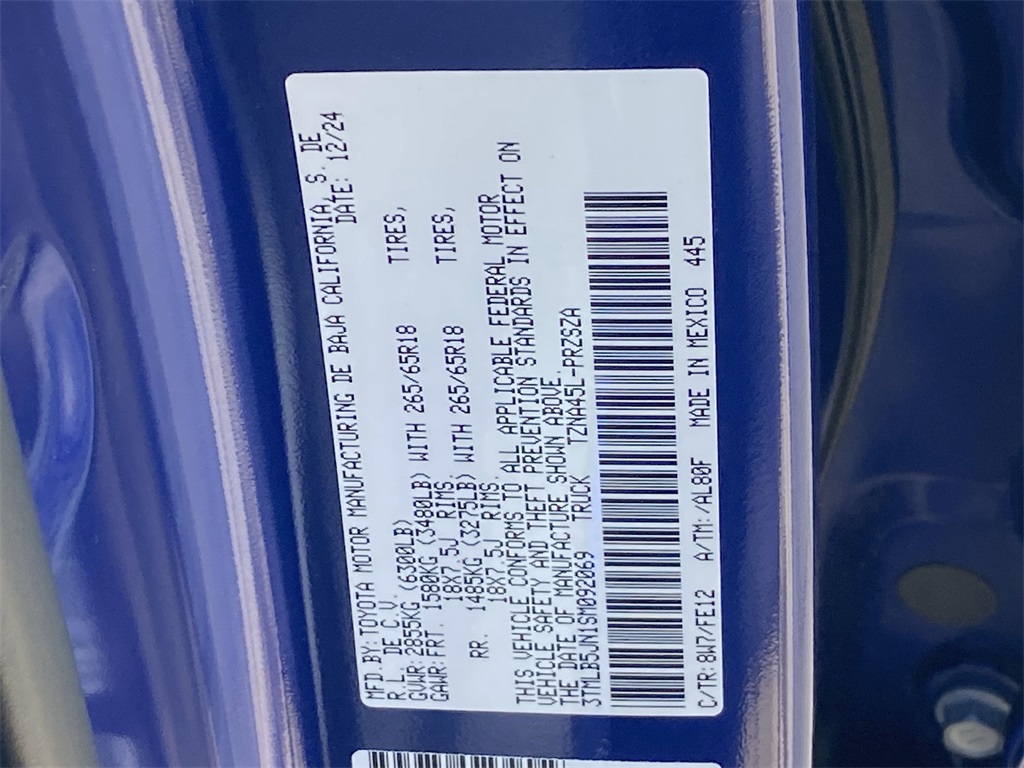 MFD.BY:TOYOTA MOTOR MANUFACTURING DE BAJA CALIFORNIA, S. DE
R.L. DE C.V. DATE: 12/24
GVWR:2855KG (6300LB)
GAWR:FRT. 1580KG (3480LB) WITH 265/65R18 TIRES,
18X7.5J RIMS.
RR. 1485KG (3275LB) WITH 265/65R18 TIRES,
18X7.5J RIMS.
THIS VEHICLE CONFORMS TO ALL APPLICABLE FEDERAL MOTOR
VEHICLE SAFETY AND THEFT PREVENTION STANDARDS IN EFFECT ON
THE DATE OF MANUFACTURE SHOWN ABOVE.
3TMLB5JN1SM092069 TRUCK TZNA45L-PRZSZA
C/TR:8W7/FE12 A/TM:/AL80F MADE IN MEXICO 445